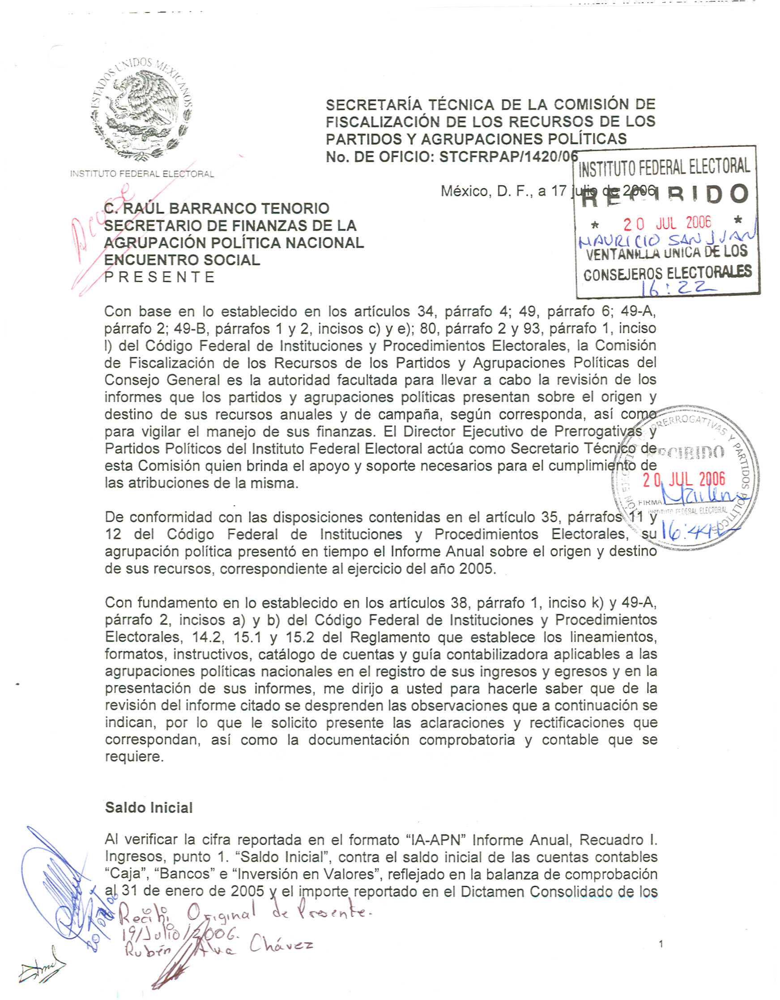 ESTADOS UNIDOS MEXICANOS
INSTITUTO FEDERAL ELECTORAL
SECRETARÍA TÉCNICA DE LA COMISIÓN DE
FISCALIZACIÓN DE LOS RECURSOS DE LOS
PARTIDOS Y AGRUPACIONES POLÍTICAS
No. DE OFICIO: STCFRPAP/1420/06
México, D. F., a 17 julio de 2006
INSTITUTO FEDERAL ELECTORAL
RECIBIDO
* 20 JUL 2006 *
MAURICIO SAN JUAN
VENTANILLA UNICA DE LOS
CONSEJEROS ELECTORALES
16:22
Acuse
C. RAÚL BARRANCO TENORIO
SECRETARIO DE FINANZAS DE LA
AGRUPACIÓN POLÍTICA NACIONAL
ENCUENTRO SOCIAL
P R E S E N T E
Con base en lo establecido en los artículos 34, párrafo 4; 49, párrafo 6; 49-A,
párrafo 2; 49-B, párrafos 1 y 2, incisos c) y e); 80, párrafo 2 y 93, párrafo 1, inciso
l) del Código Federal de Instituciones y Procedimientos Electorales, la Comisión
de Fiscalización de los Recursos de los Partidos y Agrupaciones Políticas del
Consejo General es la autoridad facultada para llevar a cabo la revisión de los
informes que los partidos y agrupaciones políticas presentan sobre el origen y
destino de sus recursos anuales y de campaña, según corresponda, así como
para vigilar el manejo de sus finanzas. El Director Ejecutivo de Prerrogativas y
Partidos Políticos del Instituto Federal Electoral actúa como Secretario Técnico de
esta Comisión quien brinda el apoyo y soporte necesarios para el cumplimiento de
las atribuciones de la misma.
PRERROGATIVAS Y PARTIDOS POLÍTICOS
RECIBIDO
20 JUL 2006
FIRMA
INSTITUTO FEDERAL ELECTORAL
De conformidad con las disposiciones contenidas en el artículo 35, párrafos 11 y
12 del Código Federal de Instituciones y Procedimientos Electorales, su
agrupación política presentó en tiempo el Informe Anual sobre el origen y destino
de sus recursos, correspondiente al ejercicio del año 2005.
Con fundamento en lo establecido en los artículos 38, párrafo 1, inciso k) y 49-A,
párrafo 2, incisos a) y b) del Código Federal de Instituciones y Procedimientos
Electorales, 14.2, 15.1 y 15.2 del Reglamento que establece los lineamientos,
formatos, instructivos, catálogo de cuentas y guía contabilizadora aplicables a las
agrupaciones políticas nacionales en el registro de sus ingresos y egresos y en la
presentación de sus informes, me dirijo a usted para hacerle saber que de la
revisión del informe citado se desprenden las observaciones que a continuación se
indican, por lo que le solicito presente las aclaraciones y rectificaciones que
correspondan, así como la documentación comprobatoria y contable que se
requiere.
Saldo Inicial
Al verificar la cifra reportada en el formato “IA-APN” Informe Anual, Recuadro I.
Ingresos, punto 1. “Saldo Inicial”, contra el saldo inicial de las cuentas contables
“Caja”, “Bancos” e “Inversión en Valores”, reflejado en la balanza de comprobación
al 31 de enero de 2005 y el importe reportado en el Dictamen Consolidado de los
20/07/06
Recibi Original de Presente.
19/Julio/2006.
Rubén Alva Chávez
1